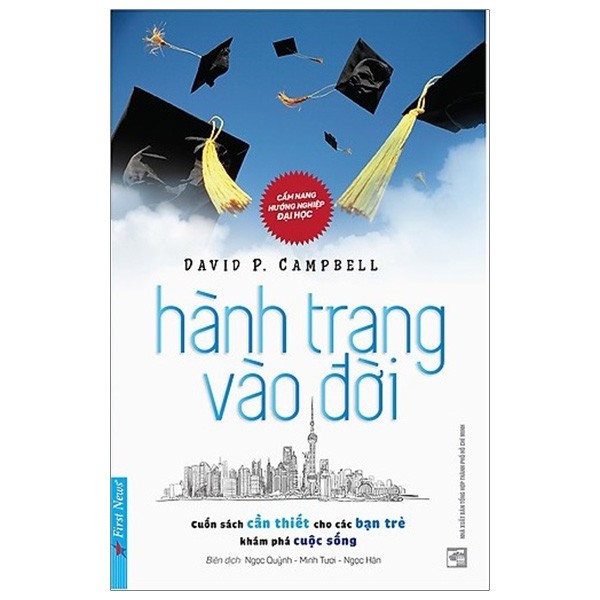 CẨM NANG
HƯỚNG NGHIỆP
ĐẠI HỌC
DAVID P. CAMPBELL
hành trang
vào đời
Cuốn sách cần thiết cho các bạn trẻ
khám phá cuộc sống
Biên dịch: Ngọc Quỳnh - Minh Tươi - Ngọc Hân
First News
NHÀ XUẤT BẢN TỔNG HỢP THÀNH PHỐ HỒ CHÍ MINH